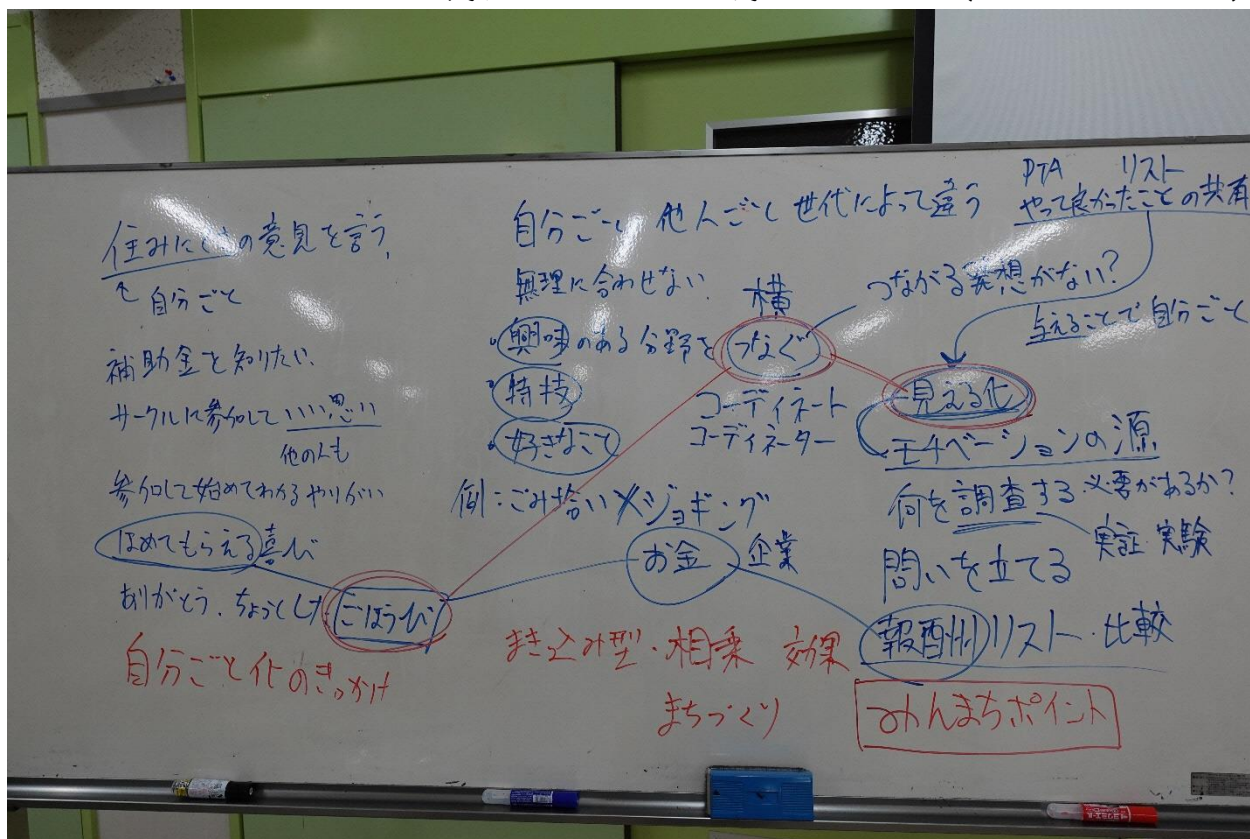 住みにくさの意見を言う、
↑自分ごと
補助金を知りたい
サークルに参加していい思い
他の人も
参加して始めてわかるやりがい
ほめてもらえる喜び
ありがとう、ちょっとした ごほうび
自分ごと化のきっかけ
自分ごと 他人ごと 世代によって違う
無理に合わせない
・興味のある分野を つなぐ
横
・特技
・好きなこと
コーディネート
コーディネーター
例:ごみ拾い×ジョギング
お金 企業
まき込み型・相乗 効果
まちづくり
PTA リスト
やって良かったことの共有
つながる発想がない?
与えることで自分ごと
見える化
モチベーションの源
何を調査する必要があるか?
実証 実験
問いを立てる
報酬 リスト・比較
みんまちポイント